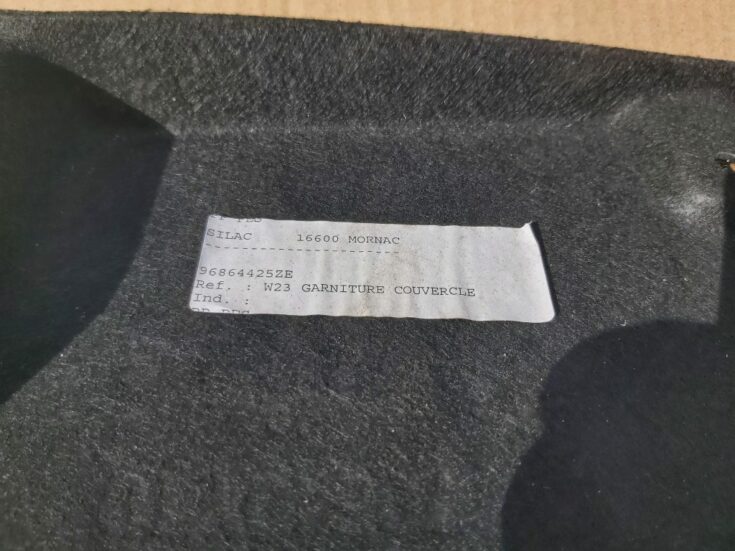 SILAC 16600 MORNAC
--------------------
96864425ZE
Ref. : W23 GARNITURE COUVERCLE
Ind. :